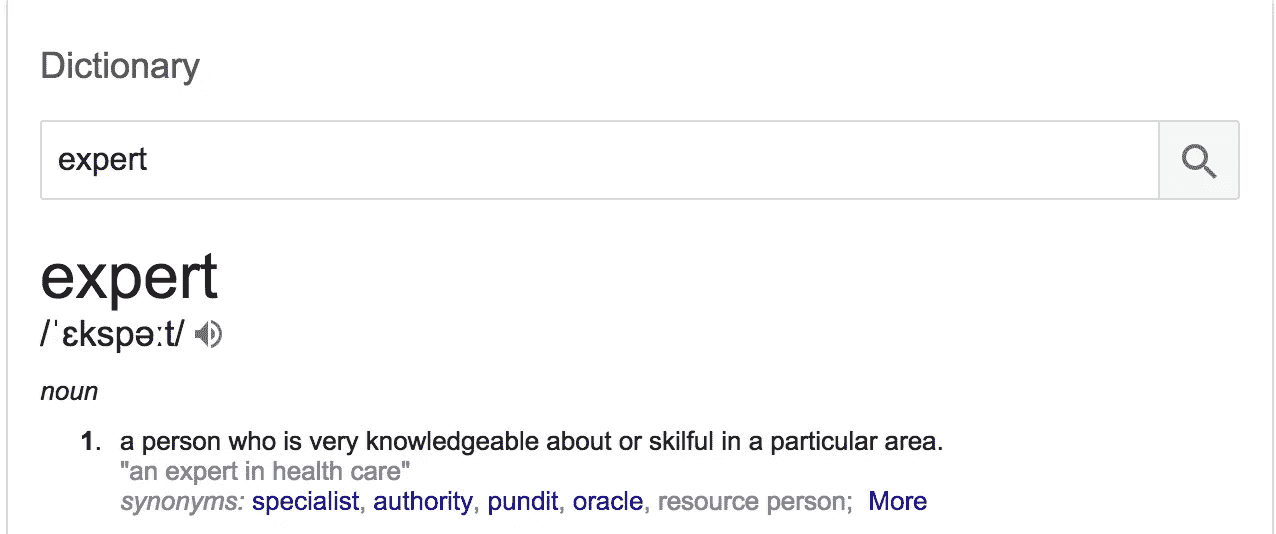 Dictionary
expert
expert
/ˈɛkspəːt/
noun
1. a person who is very knowledgeable about or skilful in a particular area.
"an expert in health care"
synonyms: specialist, authority, pundit, oracle, resource person; More